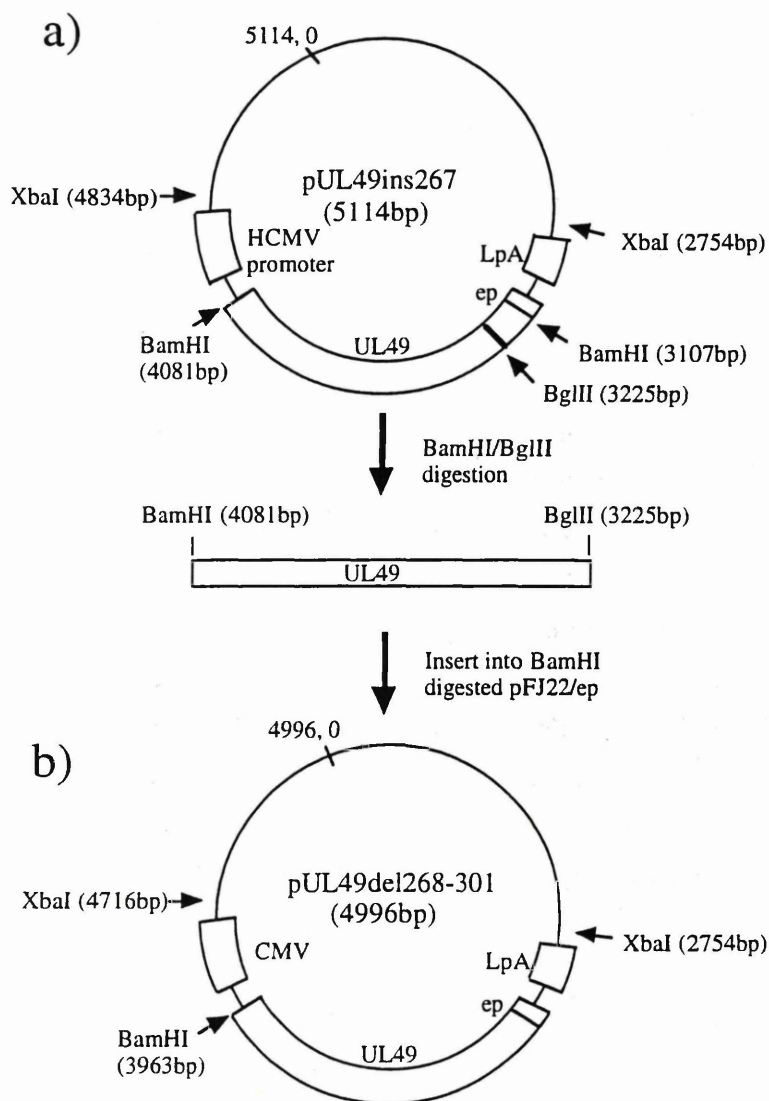 a)
5114, 0
pUL49ins267
(5114bp)
XbaI (4834bp)
XbaI (2754bp)
HCMV
promoter
LpA
ep
BamHI
(4081bp)
UL49
BamHI (3107bp)
BglII (3225bp)
BamHI/BglII
digestion
BamHI (4081bp)
BglII (3225bp)
UL49
Insert into BamHI
digested pFJ22/ep
4996, 0
b)
pUL49del268-301
(4996bp)
XbaI (4716bp)
XbaI (2754bp)
CMV
LpA
ep
BamHI
(3963bp)
UL49